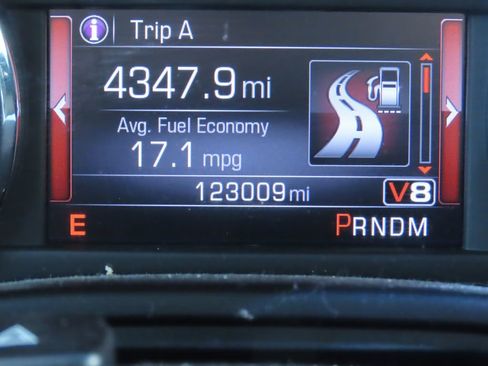 i Trip A
4347.9 mi
Avg. Fuel Economy
17.1 mpg
123009 mi V8
E PRNDM